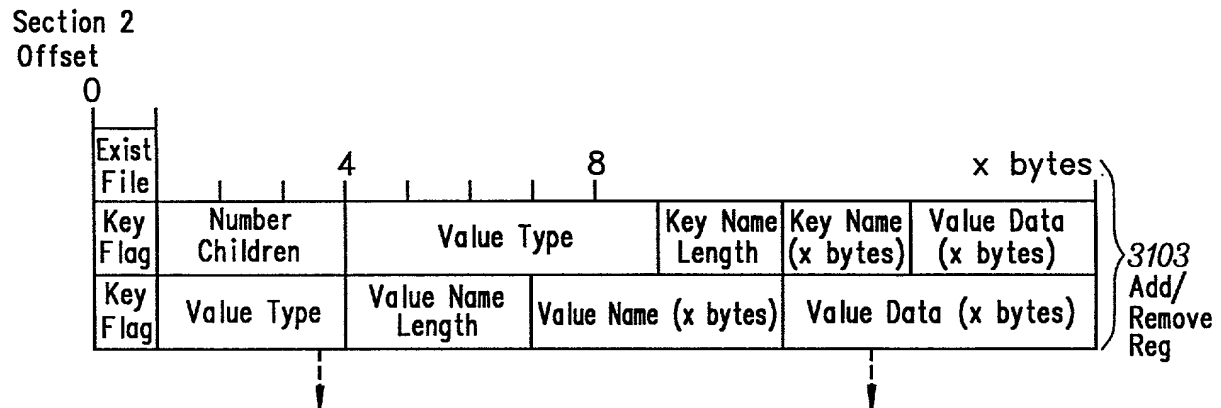 Section 2
Offset
0
Exist
File
4
8
x bytes
Key
Flag
Number
Children
Value Type
Key Name
Length
Key Name
(x bytes)
Value Data
(x bytes)
Key
Flag
Value Type
Value Name
Length
Value Name (x bytes)
Value Data (x bytes)
3103
Add/
Remove
Reg